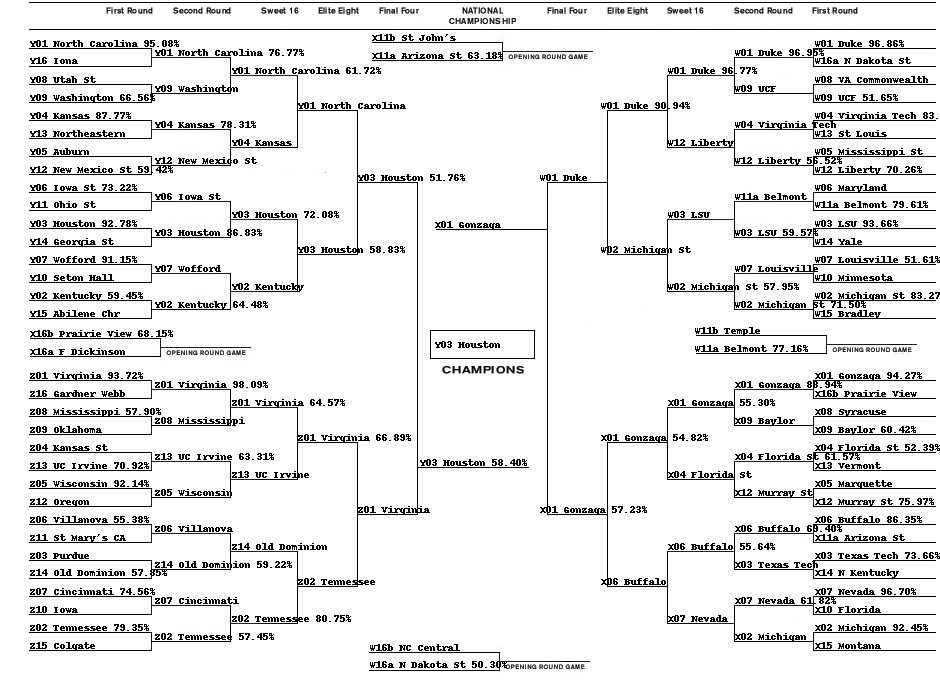 First Round Second Round Sweet 16 Elite Eight Final Four NATIONAL CHAMPIONSHIP Final Four Elite Eight Sweet 16 Second Round First Round
Y01 North Carolina 95.08%
Y16 Iona
Y08 Utah St
Y09 Washington 66.56%
Y04 Kansas 87.77%
Y13 Northeastern
Y05 Auburn
Y12 New Mexico St 59.42%
Y06 Iowa St 73.22%
Y11 Ohio St
Y03 Houston 92.78%
Y14 Georgia St
Y07 Wofford 91.15%
Y10 Seton Hall
Y02 Kentucky 59.45%
Y15 Abilene Chr
Y01 North Carolina 76.77%
Y09 Washington
Y04 Kansas 78.31%
Y12 New Mexico St
Y06 Iowa St
Y03 Houston 86.83%
Y07 Wofford
Y02 Kentucky 64.48%
Y01 North Carolina 61.72%
Y04 Kansas
Y03 Houston 72.08%
Y02 Kentucky
Y01 North Carolina
Y03 Houston 58.83%
Y03 Houston 51.76%
X16b Prairie View 68.15%
X16a F Dickinson
OPENING ROUND GAME
Z01 Virginia 93.72%
Z16 Gardner Webb
Z08 Mississippi 57.90%
Z09 Oklahoma
Z04 Kansas St
Z13 UC Irvine 70.92%
Z05 Wisconsin 92.14%
Z12 Oregon
Z06 Villanova 55.38%
Z11 St Mary's CA
Z03 Purdue
Z14 Old Dominion 57.85%
Z07 Cincinnati 74.56%
Z10 Iowa
Z02 Tennessee 79.35%
Z15 Colgate
Z01 Virginia 98.09%
Z08 Mississippi
Z13 UC Irvine 63.31%
Z05 Wisconsin
Z06 Villanova
Z14 Old Dominion 59.22%
Z07 Cincinnati
Z02 Tennessee 57.45%
Z01 Virginia 64.57%
Z13 UC Irvine
Z14 Old Dominion
Z02 Tennessee 80.75%
Z01 Virginia 66.89%
Z02 Tennessee
Z01 Virginia
X11b St John's
X11a Arizona St 63.18%
OPENING ROUND GAME
X01 Gonzaga
Y03 Houston
CHAMPIONS
Y03 Houston 58.40%
W16b NC Central
W16a N Dakota St 50.30%
OPENING ROUND GAME
W01 Duke
W01 Duke 90.94%
W02 Michigan St
W01 Duke 96.77%
W12 Liberty
W03 LSU
W02 Michigan St 57.95%
W01 Duke 96.95%
W09 UCF
W04 Virginia Tech
W12 Liberty 56.52%
W11a Belmont
W03 LSU 59.57%
W07 Louisville
W02 Michigan St 71.50%
W01 Duke 96.86%
W16a N Dakota St
W08 VA Commonwealth
W09 UCF 51.65%
W04 Virginia Tech 83.
W13 St Louis
W05 Mississippi St
W12 Liberty 70.26%
W06 Maryland
W11a Belmont 79.61%
W03 LSU 93.66%
W14 Yale
W07 Louisville 51.61%
W10 Minnesota
W02 Michigan St 83.27
W15 Bradley
W11b Temple
W11a Belmont 77.16%
OPENING ROUND GAME
X01 Gonzaga 57.23%
X01 Gonzaga 54.82%
X06 Buffalo
X01 Gonzaga 55.30%
X04 Florida St
X06 Buffalo 55.64%
X07 Nevada
X01 Gonzaga 88.94%
X09 Baylor
X04 Florida St 61.57%
X12 Murray St
X06 Buffalo 69.40%
X03 Texas Tech
X07 Nevada 61.82%
X02 Michigan
X01 Gonzaga 94.27%
X16b Prairie View
X08 Syracuse
X09 Baylor 60.42%
X04 Florida St 52.39%
X13 Vermont
X05 Marquette
X12 Murray St 75.97%
X06 Buffalo 86.35%
X11a Arizona St
X03 Texas Tech 73.66%
X14 N Kentucky
X07 Nevada 96.70%
X10 Florida
X02 Michigan 92.45%
X15 Montana